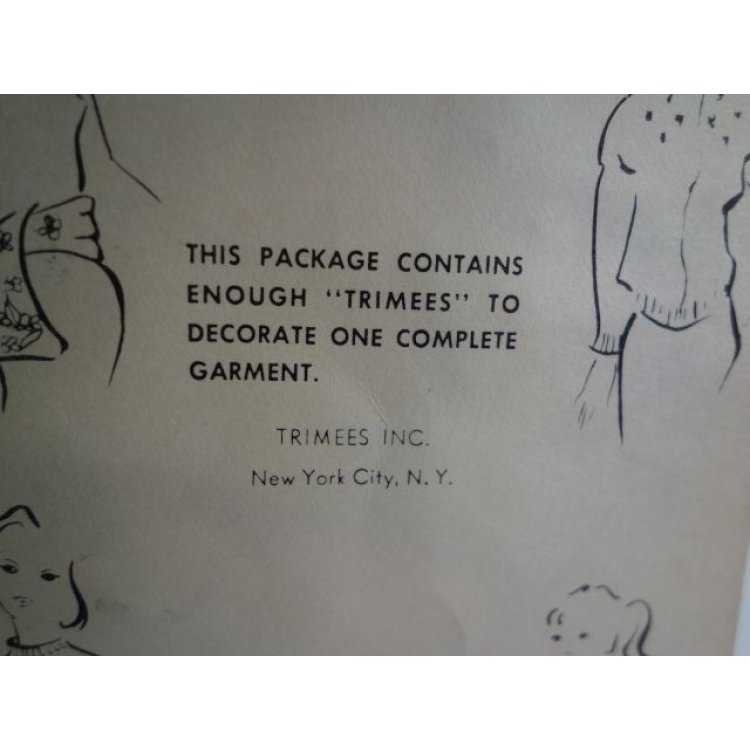 THIS PACKAGE CONTAINS
ENOUGH "TRIMEES" TO
DECORATE ONE COMPLETE
GARMENT.
TRIMEES INC.
New York City, N. Y.